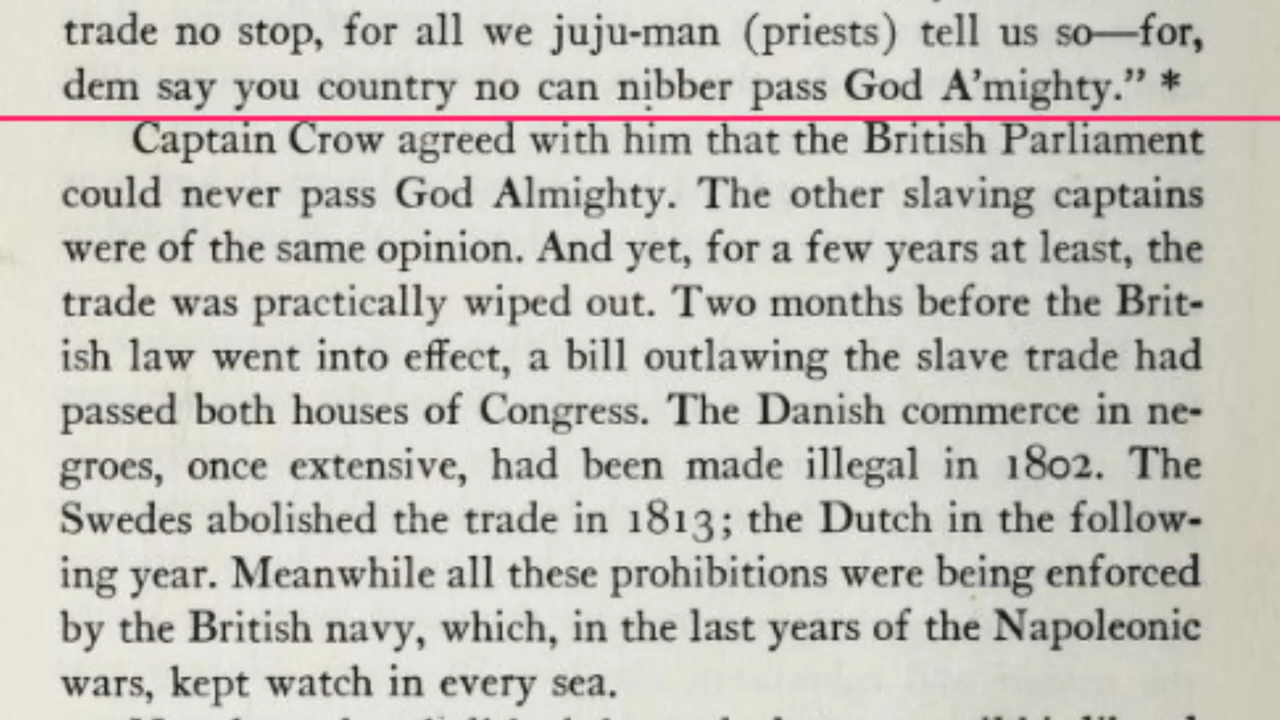 trade no stop, for all we juju-man (priests) tell us so—for,
dem say you country no can nibber pass God A'mighty.” *
Captain Crow agreed with him that the British Parliament
could never pass God Almighty. The other slaving captains
were of the same opinion. And yet, for a few years at least, the
trade was practically wiped out. Two months before the Brit-
ish law went into effect, a bill outlawing the slave trade had
passed both houses of Congress. The Danish commerce in ne-
groes, once extensive, had been made illegal in 1802. The
Swedes abolished the trade in 1813; the Dutch in the follow-
ing year. Meanwhile all these prohibitions were being enforced
by the British navy, which, in the last years of the Napoleonic
wars, kept watch in every sea.